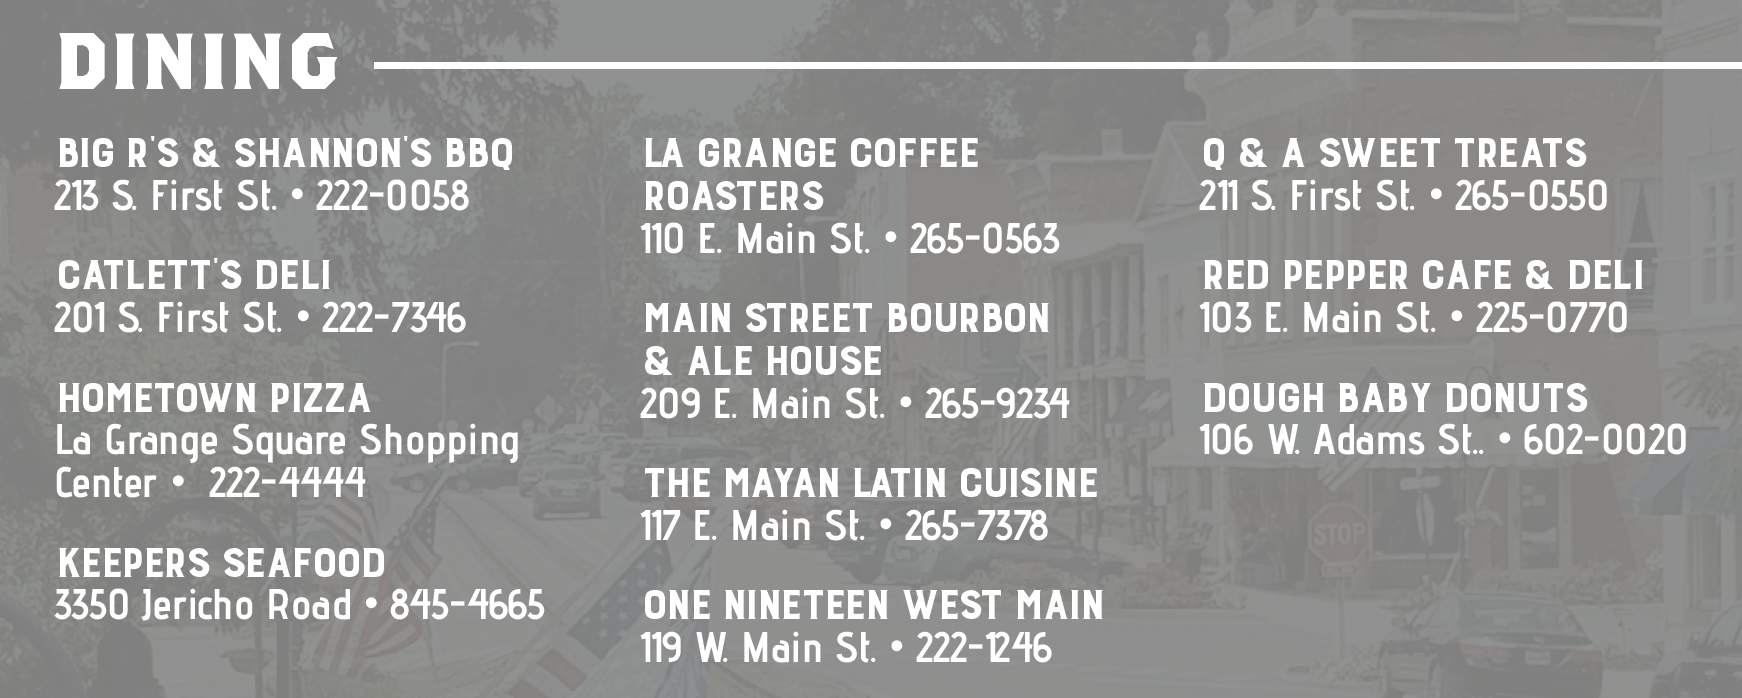 DINING
BIG R'S & SHANNON'S BBQ
213 S. First St. • 222-0058
CATLETT'S DELI
201 S. First St. • 222-7346
HOMETOWN PIZZA
La Grange Square Shopping
Center • 222-4444
KEEPERS SEAFOOD
3350 Jericho Road • 845-4665
LA GRANGE COFFEE
ROASTERS
110 E. Main St. • 265-0563
MAIN STREET BOURBON
& ALE HOUSE
209 E. Main St. • 265-9234
THE MAYAN LATIN CUISINE
117 E. Main St. • 265-7378
ONE NINETEEN WEST MAIN
119 W. Main St. • 222-1246
Q & A SWEET TREATS
211 S. First St. • 265-0550
RED PEPPER CAFE & DELI
103 E. Main St. • 225-0770
DOUGH BABY DONUTS
106 W. Adams St.. • 602-0020
STOP